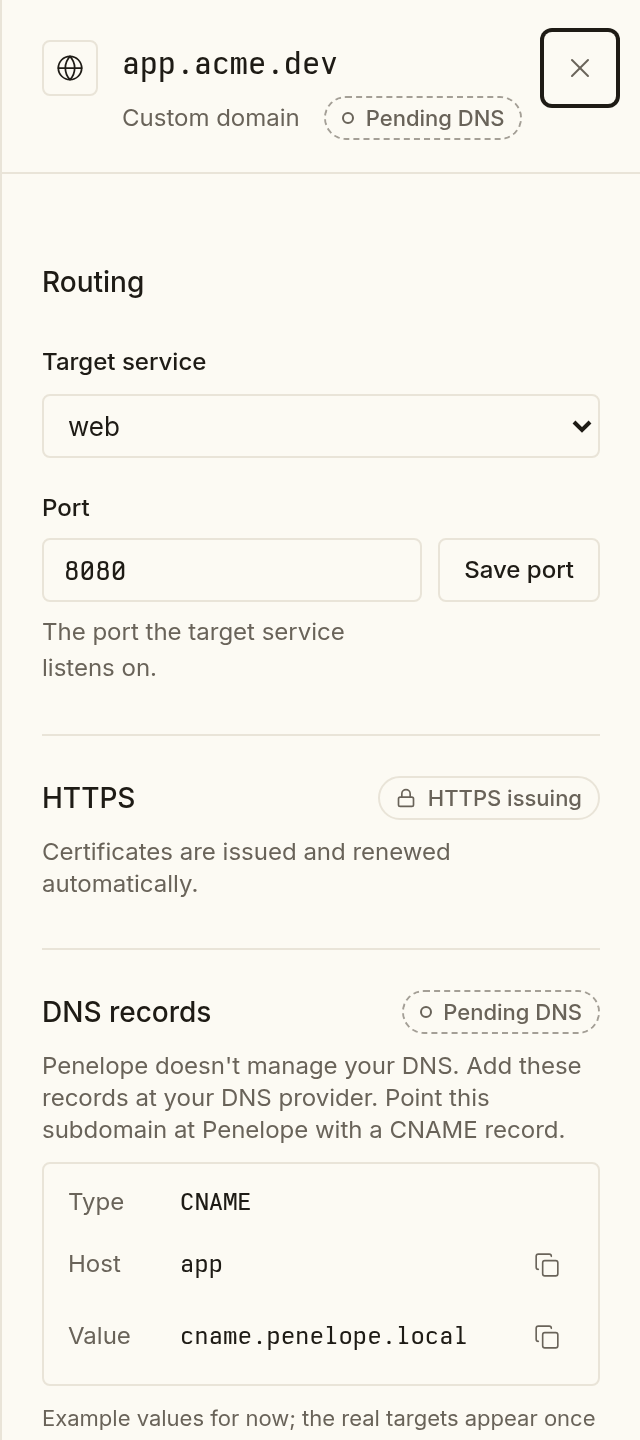 app.acme.dev
Custom domain
Pending DNS
Routing
Target service
web
Port
8080
Save port
The port the target service
listens on.
HTTPS
HTTPS issuing
Certificates are issued and renewed
automatically.
DNS records
Pending DNS
Penelope doesn't manage your DNS. Add these
records at your DNS provider. Point this
subdomain at Penelope with a CNAME record.
Type CNAME
Host app
Value cname.penelope.local
Example values for now; the real targets appear once